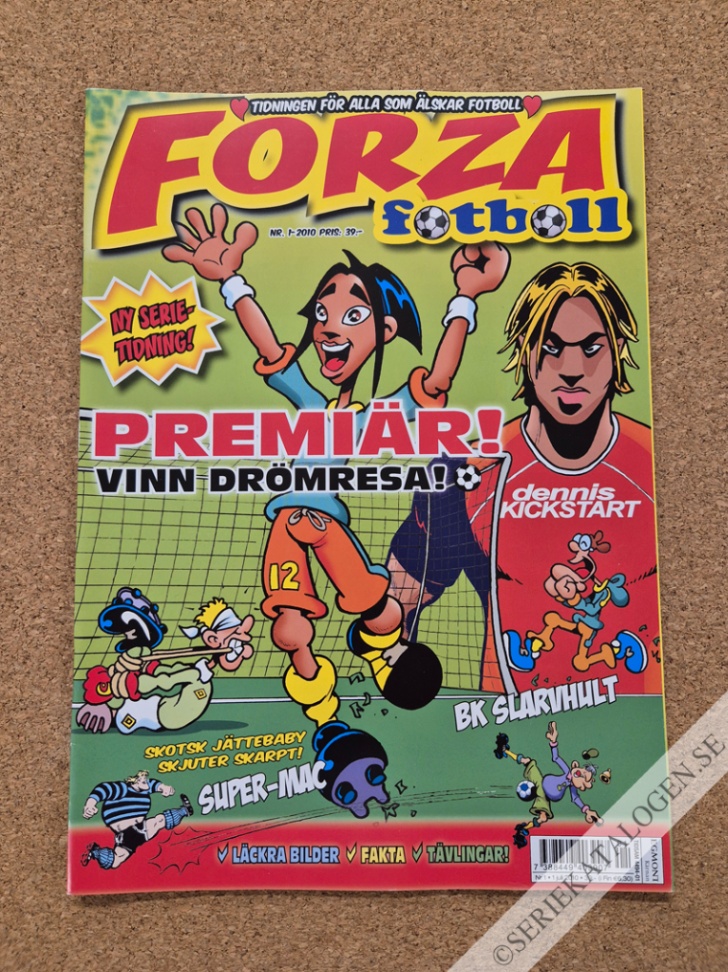 TIDNINGEN FÖR ALLA SOM ÄLSKAR FOTBOLL
FORZA
fotboll
NR. 1-2010 PRIS: 39:-
NY SERIE-
TIDNING!
PREMIÄR!
VINN DRÖMRESA!
dennis
KICKSTART
12
BK SLARVHULT
SKOTSK JÄTTEBABY
SKJUTER SKARPT!
SUPER-MAC
LÄCKRA BILDER FAKTA TÄVLINGAR!
EGMONT
©SERIEKATALOGEN.SE